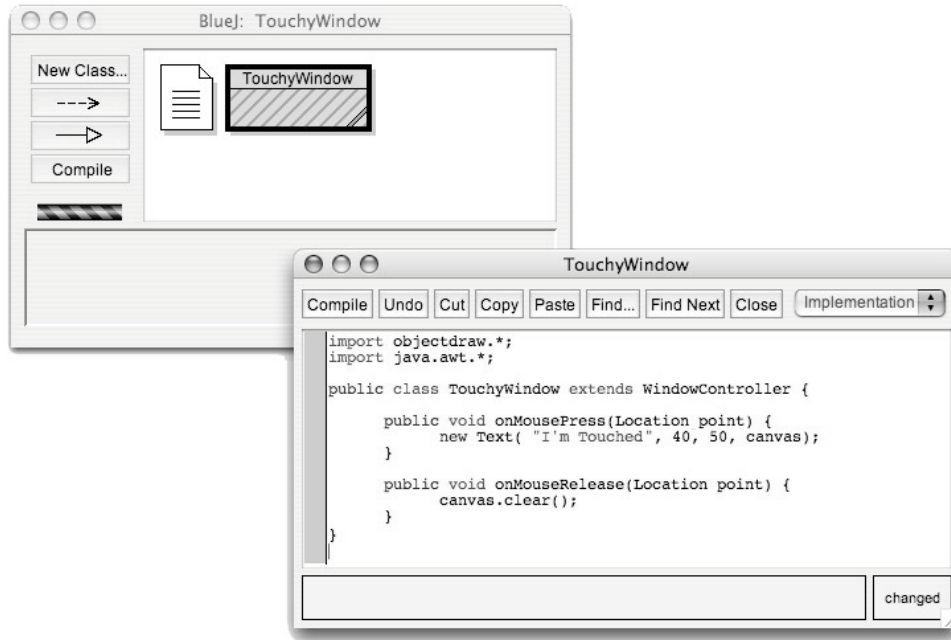 BlueJ: TouchyWindow
New Class...
Compile
TouchyWindow
TouchyWindow
Compile Undo Cut Copy Paste Find... Find Next Close Implementation
import objectdraw.*;
import java.awt.*;
public class TouchyWindow extends WindowController {
public void onMousePress(Location point) {
new Text( "I'm Touched", 40, 50, canvas);
}
public void onMouseRelease(Location point) {
canvas.clear();
}
}
changed